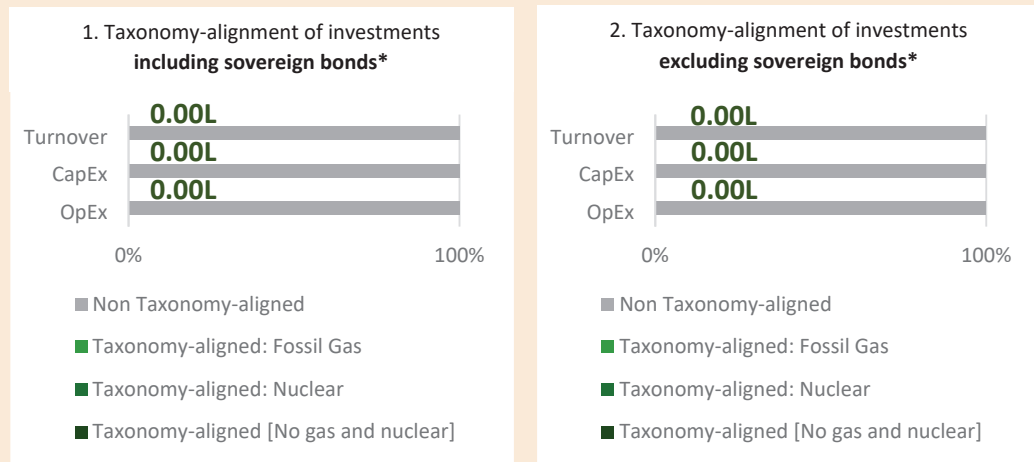 1. Taxonomy-alignment of investments
including sovereign bonds*
0.00L
Turnover
0.00L
CapEx
0.00L
OpEx
0%
100%
Non Taxonomy-aligned
Taxonomy-aligned: Fossil Gas
Taxonomy-aligned: Nuclear
Taxonomy-aligned [No gas and nuclear]
2. Taxonomy-alignment of investments
excluding sovereign bonds*
0.00L
Turnover
0.00L
CapEx
0.00L
OpEx
0%
100%
Non Taxonomy-aligned
Taxonomy-aligned: Fossil Gas
Taxonomy-aligned: Nuclear
Taxonomy-aligned [No gas and nuclear]